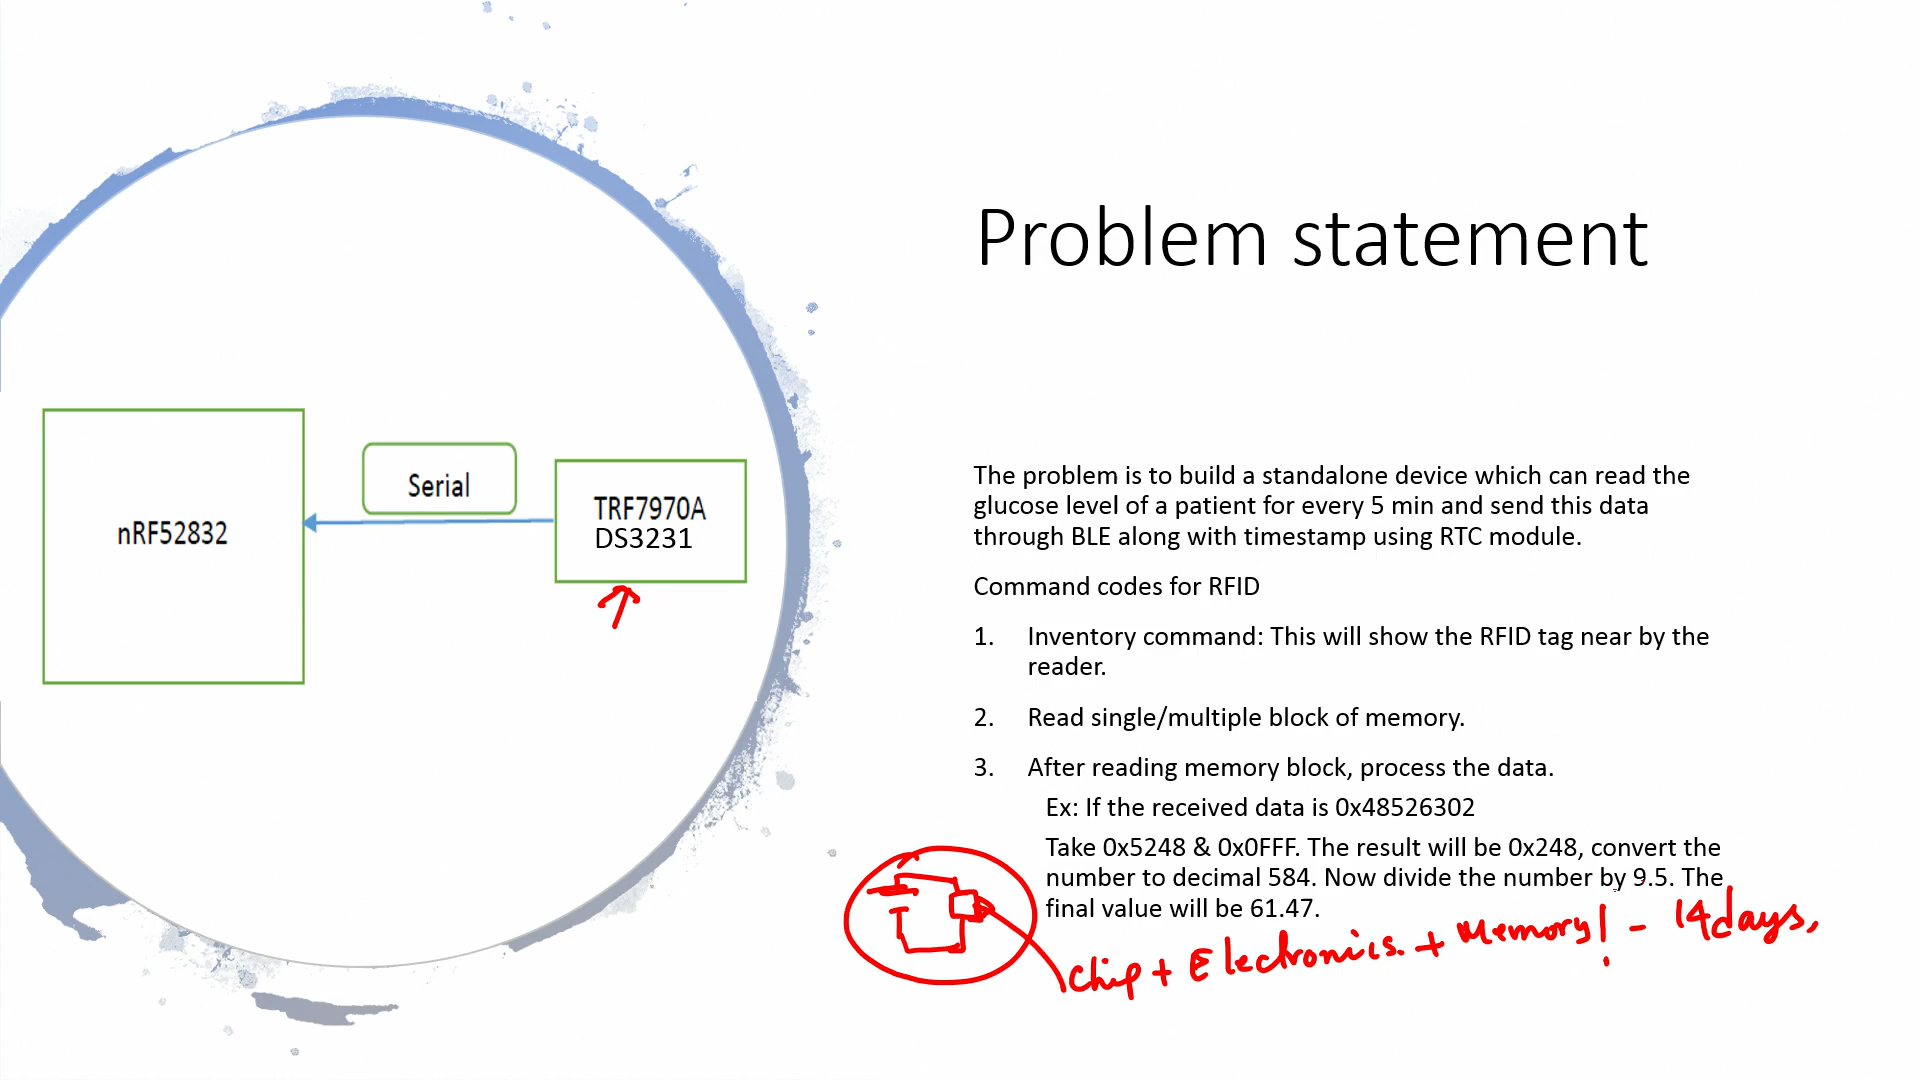 Problem statement
nRF52832
Serial
TRF7970A
DS3231
The problem is to build a standalone device which can read the
glucose level of a patient for every 5 min and send this data
through BLE along with timestamp using RTC module.
Command codes for RFID
1. Inventory command: This will show the RFID tag near by the
reader.
2. Read single/multiple block of memory.
3. After reading memory block, process the data.
Ex: If the received data is 0x48526302
Take 0x5248 & 0x0FFF. The result will be 0x248, convert the
number to decimal 584. Now divide the number by 9.5. The
final value will be 61.47.
Chip + Electronics. + Memory! - 14days,